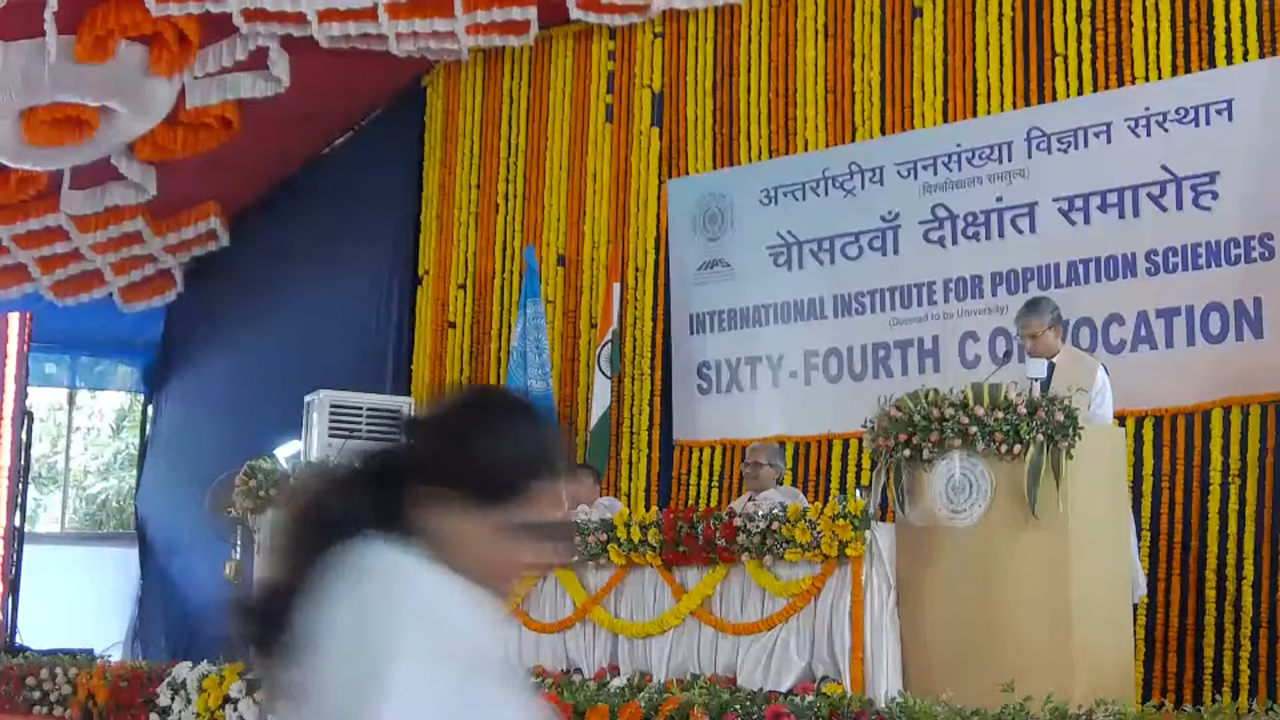 अन्तर्राष्ट्रीय जनसंख्या विज्ञान संस्थान
(विश्वविद्यालय समतुल्य)
चौसठवाँ दीक्षांत समारोह
IIPS
INTERNATIONAL INSTITUTE FOR POPULATION SCIENCES
(Deemed to be University)
SIXTY-FOURTH CONVOCATION